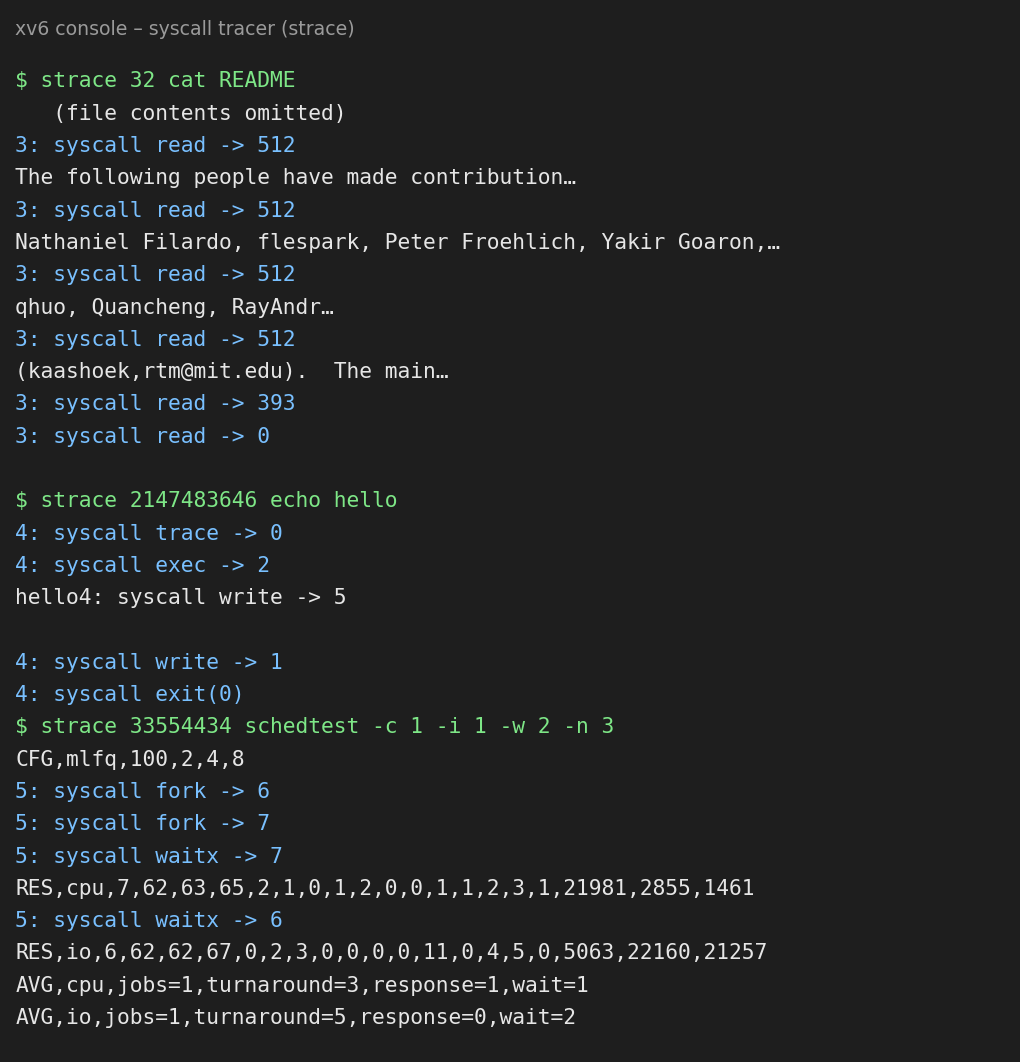 xv6 console – syscall tracer (strace)
$ strace 32 cat README
(file contents omitted)
3: syscall read -> 512
The following people have made contribution…
3: syscall read -> 512
Nathaniel Filardo, flespark, Peter Froehlich, Yakir Goaron,…
3: syscall read -> 512
qhuo, Quancheng, RayAndr…
3: syscall read -> 512
(kaashoek,rtm@mit.edu).  The main…
3: syscall read -> 393
3: syscall read -> 0
$ strace 2147483646 echo hello
4: syscall trace -> 0
4: syscall exec -> 2
hello4: syscall write -> 5
4: syscall write -> 1
4: syscall exit(0)
$ strace 33554434 schedtest -c 1 -i 1 -w 2 -n 3
CFG,mlfq,100,2,4,8
5: syscall fork -> 6
5: syscall fork -> 7
5: syscall waitx -> 7
RES,cpu,7,62,63,65,2,1,0,1,2,0,0,1,1,2,3,1,21981,2855,1461
5: syscall waitx -> 6
RES,io,6,62,62,67,0,2,3,0,0,0,0,11,0,4,5,0,5063,22160,21257
AVG,cpu,jobs=1,turnaround=3,response=1,wait=1
AVG,io,jobs=1,turnaround=5,response=0,wait=2